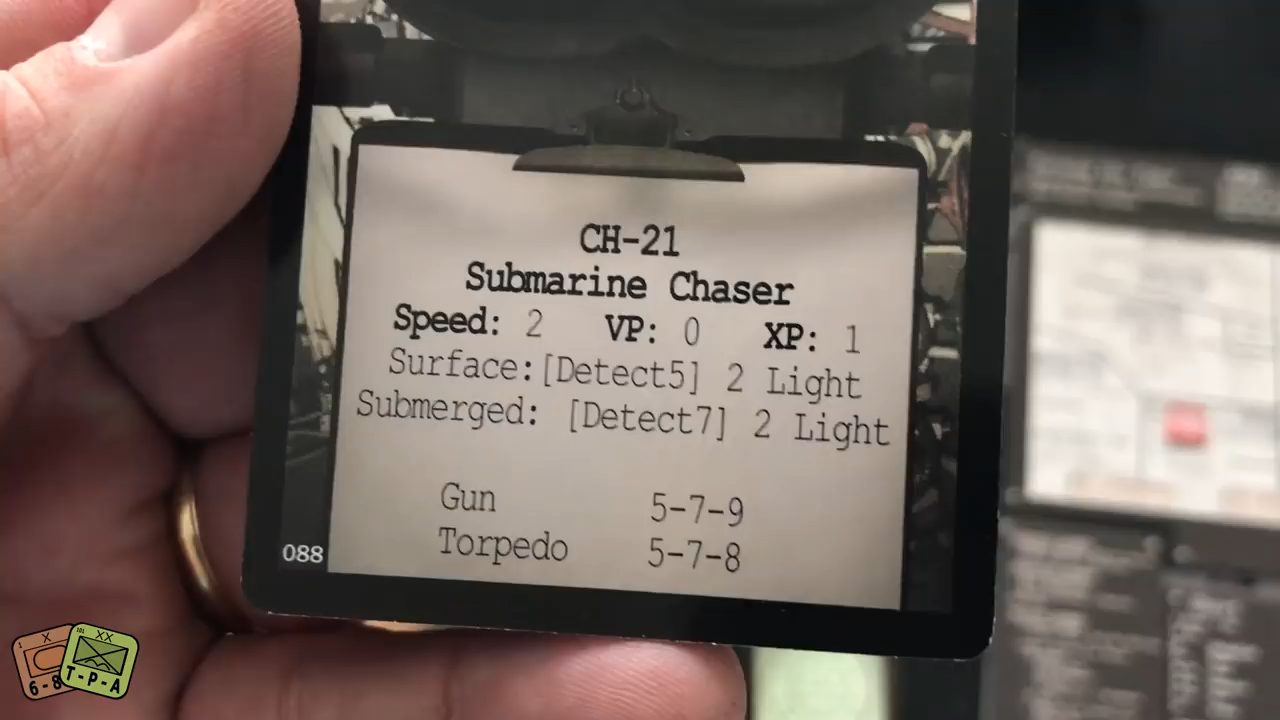 CH-21
Submarine Chaser
Speed: 2 VP: 0 XP: 1
Surface:[Detect5] 2 Light
Submerged: [Detect7] 2 Light
Gun 5-7-9
Torpedo 5-7-8
088
X XX
6-8 T-P-A